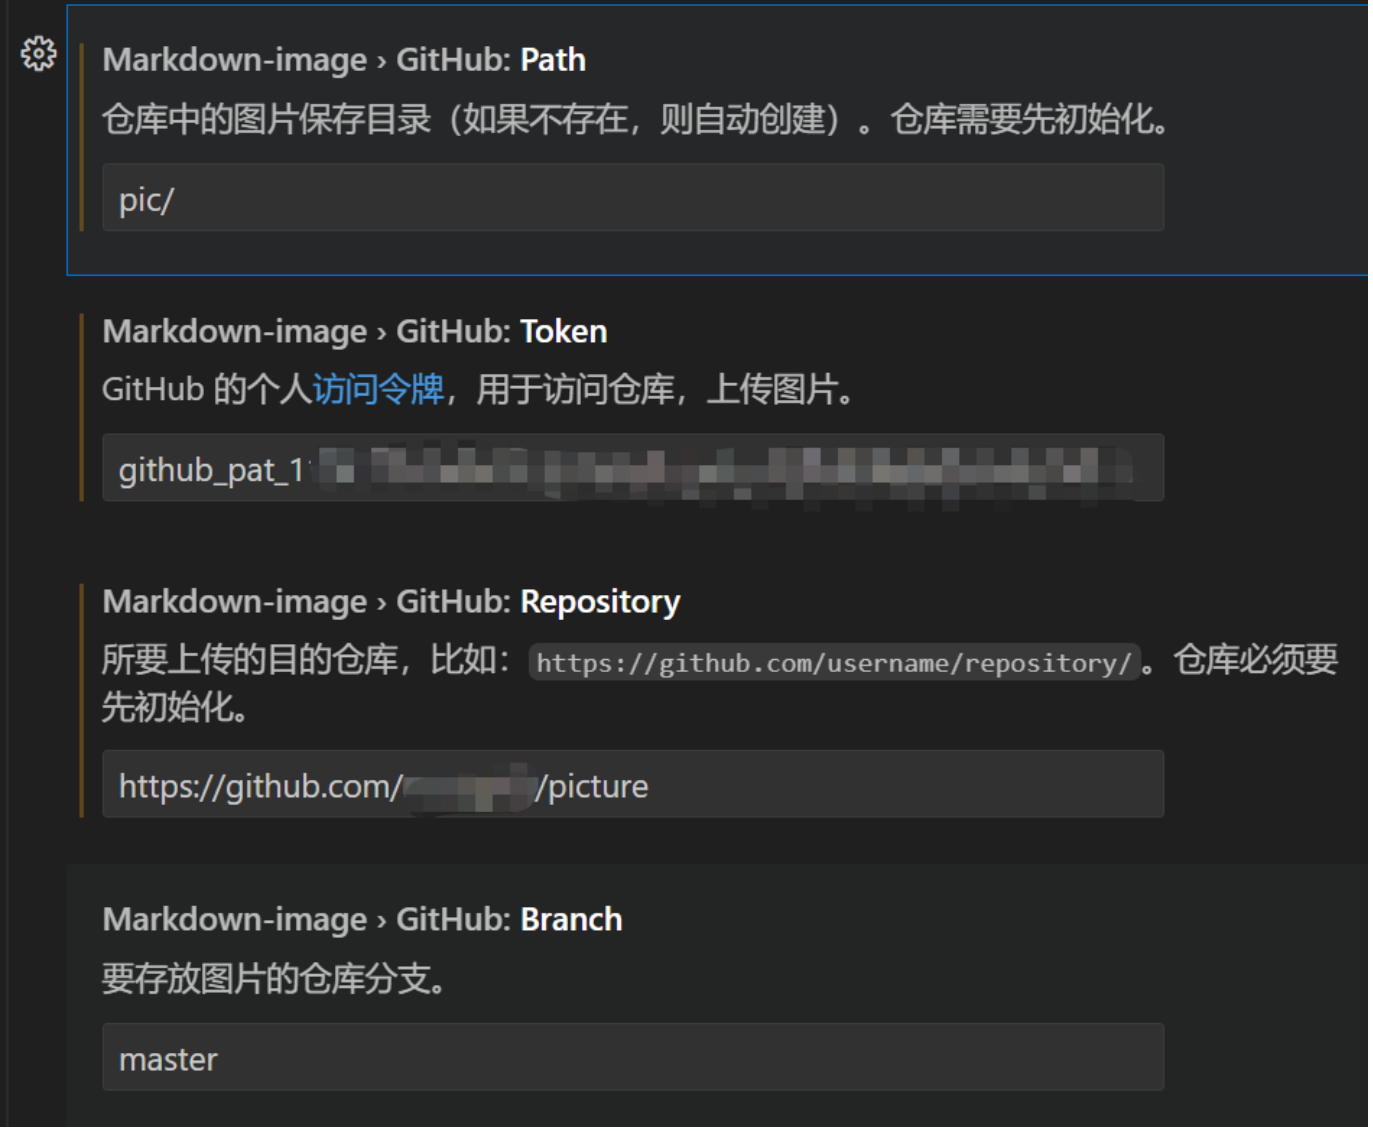 Markdown-image › GitHub: Path
仓库中的图片保存目录（如果不存在，则自动创建）。仓库需要先初始化。
pic/
Markdown-image › GitHub: Token
GitHub 的个人访问令牌，用于访问仓库，上传图片。
github_pat_1
Markdown-image › GitHub: Repository
所要上传的目的仓库，比如：https://github.com/username/repository/。仓库必须要
先初始化。
https://github.com/ /picture
Markdown-image › GitHub: Branch
要存放图片的仓库分支。
master